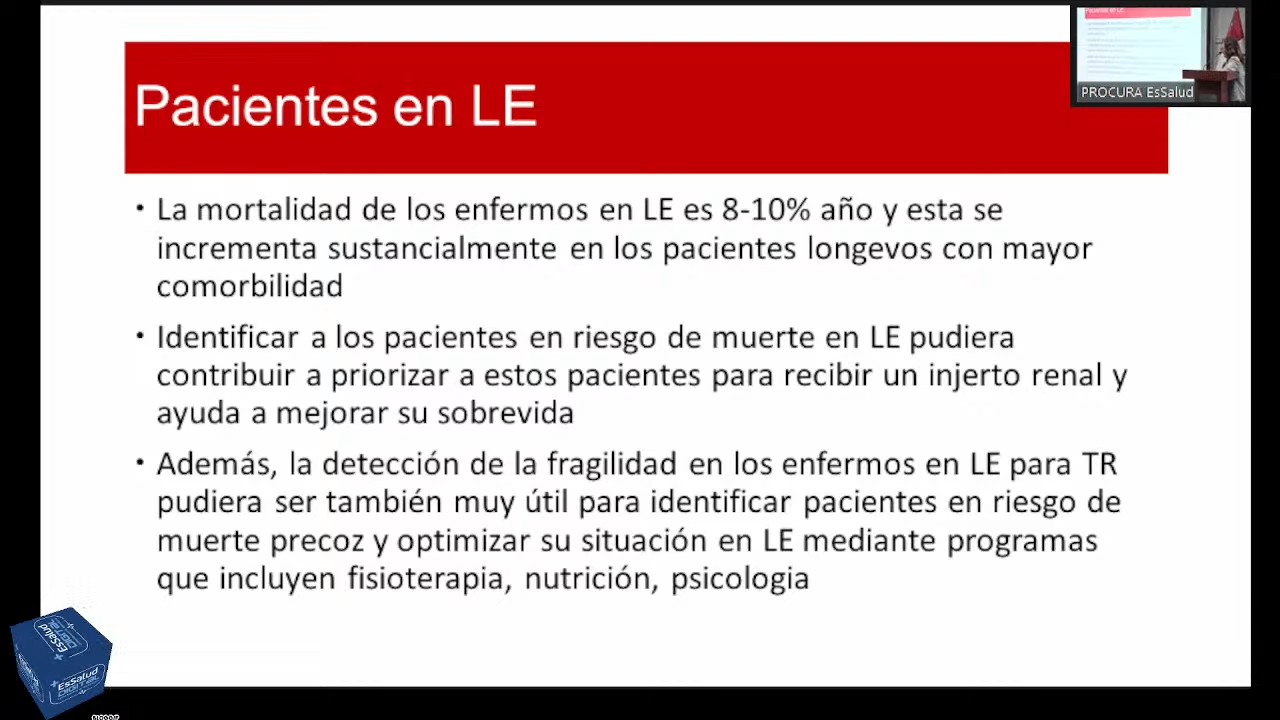 Pacientes en LE
PROCURA EsSalud
• La mortalidad de los enfermos en LE es 8-10% año y esta se
incrementa sustancialmente en los pacientes longevos con mayor
comorbilidad
• Identificar a los pacientes en riesgo de muerte en LE pudiera
contribuir a priorizar a estos pacientes para recibir un injerto renal y
ayuda a mejorar su sobrevida
• Además, la detección de la fragilidad en los enfermos en LE para TR
pudiera ser también muy útil para identificar pacientes en riesgo de
muerte precoz y optimizar su situación en LE mediante programas
que incluyen fisioterapia, nutrición, psicologia
EsSalud
DIGITAL
EsSalud
EsSalud
DIGITAL